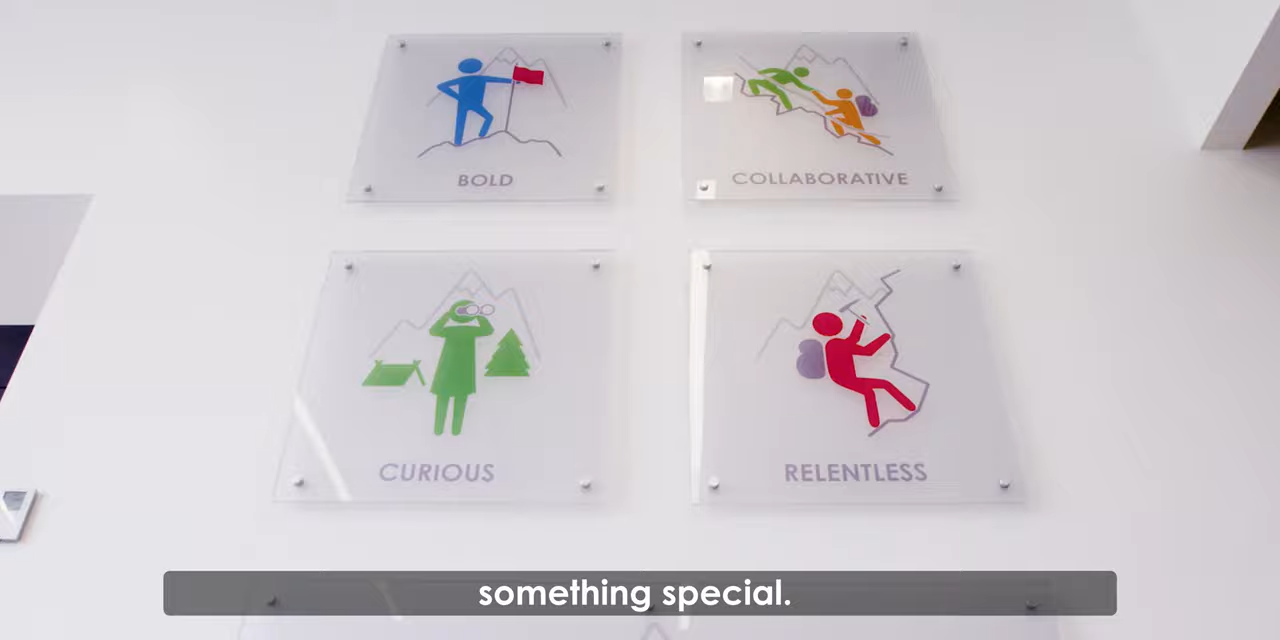 BOLD
COLLABORATIVE
CURIOUS
RELENTLESS
something special.